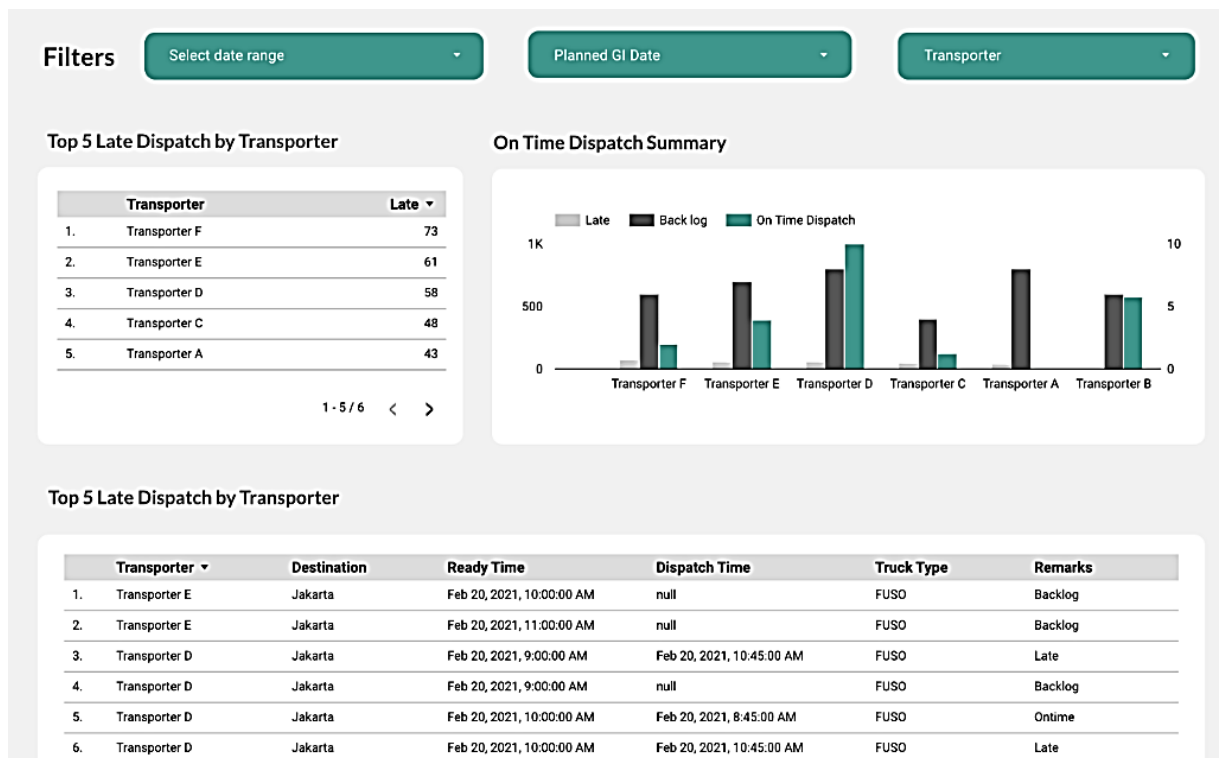 Filters Select date range Planned GI Date Transporter
Top 5 Late Dispatch by Transporter
Transporter Late
1. Transporter F 73
2. Transporter E 61
3. Transporter D 58
4. Transporter C 48
5. Transporter A 43
1 - 5 / 6 < >
On Time Dispatch Summary
Late Back log On Time Dispatch
1K 10
500 5
0 0
Transporter F Transporter E Transporter D Transporter C Transporter A Transporter B
Top 5 Late Dispatch by Transporter
Transporter Destination Ready Time Dispatch Time Truck Type Remarks
1. Transporter E Jakarta Feb 20, 2021, 10:00:00 AM null FUSO Backlog
2. Transporter E Jakarta Feb 20, 2021, 11:00:00 AM null FUSO Backlog
3. Transporter D Jakarta Feb 20, 2021, 9:00:00 AM Feb 20, 2021, 10:45:00 AM FUSO Late
4. Transporter D Jakarta Feb 20, 2021, 9:00:00 AM null FUSO Backlog
5. Transporter D Jakarta Feb 20, 2021, 10:00:00 AM Feb 20, 2021, 8:45:00 AM FUSO Ontime
6. Transporter D Jakarta Feb 20, 2021, 10:00:00 AM Feb 20, 2021, 10:45:00 AM FUSO Late